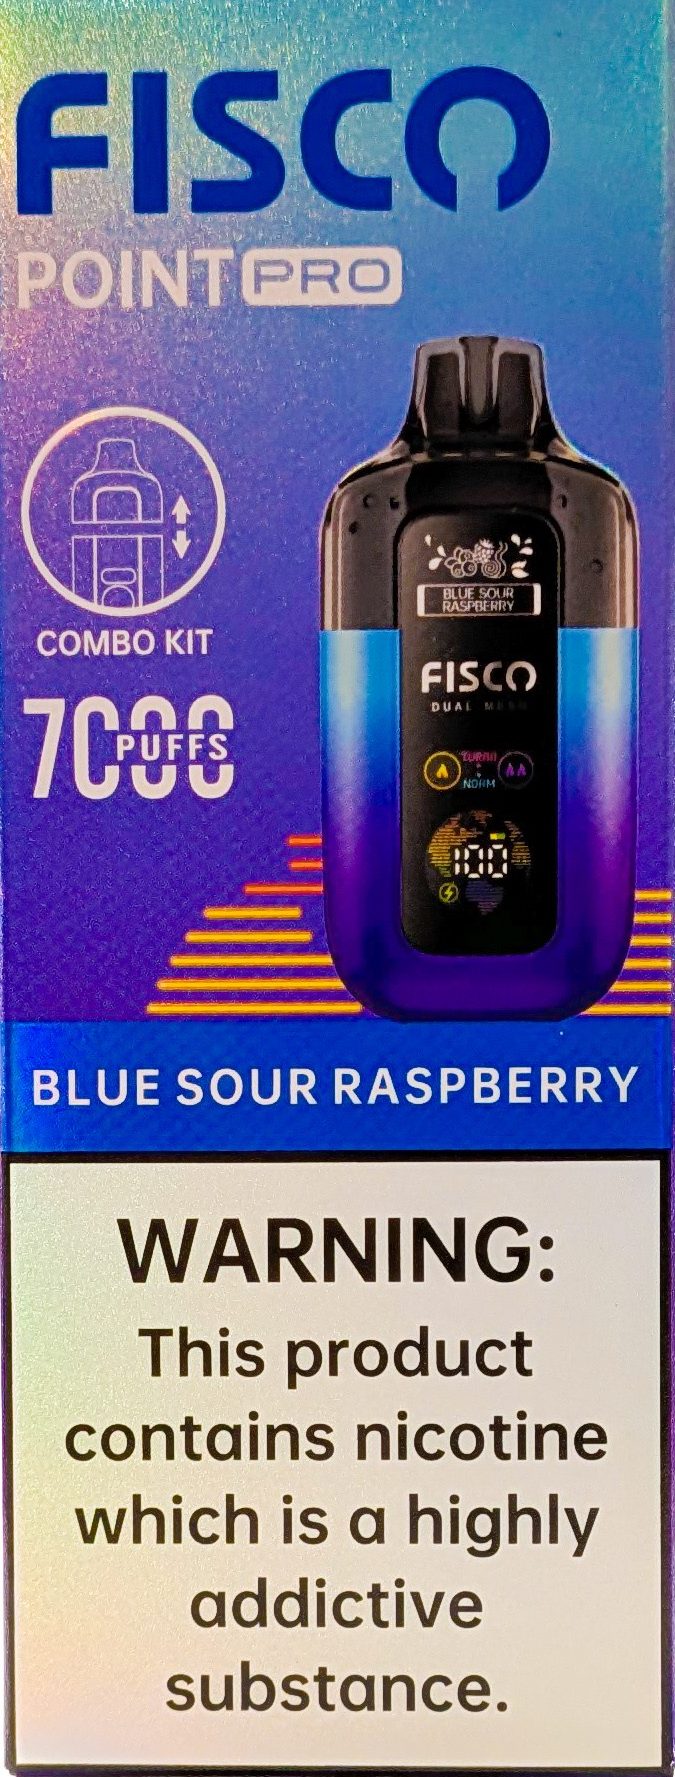 FISCO
POINT PRO
COMBO KIT
7000
PUFFS
BLUE SOUR
RASPBERRY
FISCO
DUAL
NORM
100
BLUE SOUR RASPBERRY
WARNING:
This product
contains nicotine
which is a highly
addictive
substance.